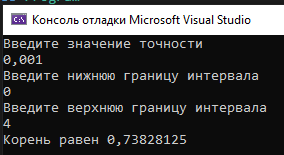 Консоль отладки Microsoft Visual Studio
Введите значение точности
0,001
Введите нижнюю границу интервала
0
Введите верхнюю границу интервала
4
Корень равен 0,73828125